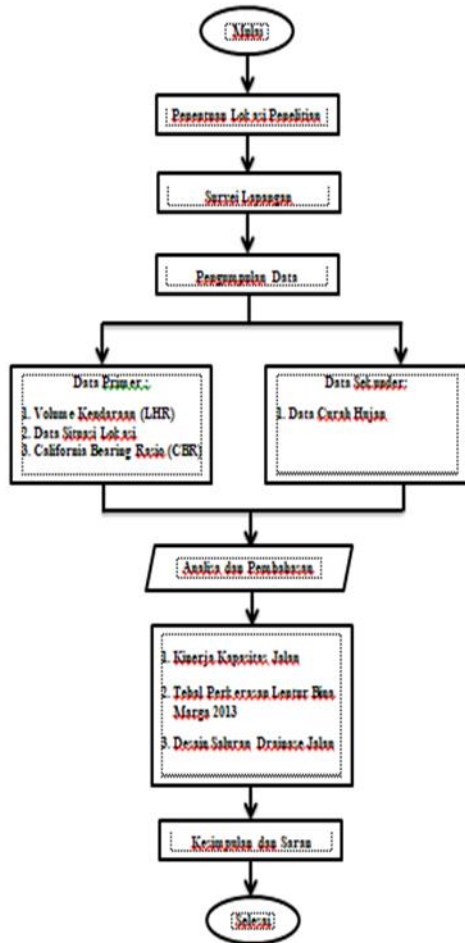 Mulai
Penentuan Lokasi Penelitian
Survei Lapangan
Pengumpulan Data
Data Primer :
1. Volume Kendaraan (LHR)
2. Data Situasi Lokasi
3. California Bearing Rasio (CBR)
Data Sekunder:
1. Data Curah Hujan
Analisa dan Pembahasan
1. Kinerja Kapasitas Jalan
2. Tebal Perkerasan Lentur Bina
Marga 2013
3. Desain Saluran Drainase Jalan
Kesimpulan dan Saran
Selesai